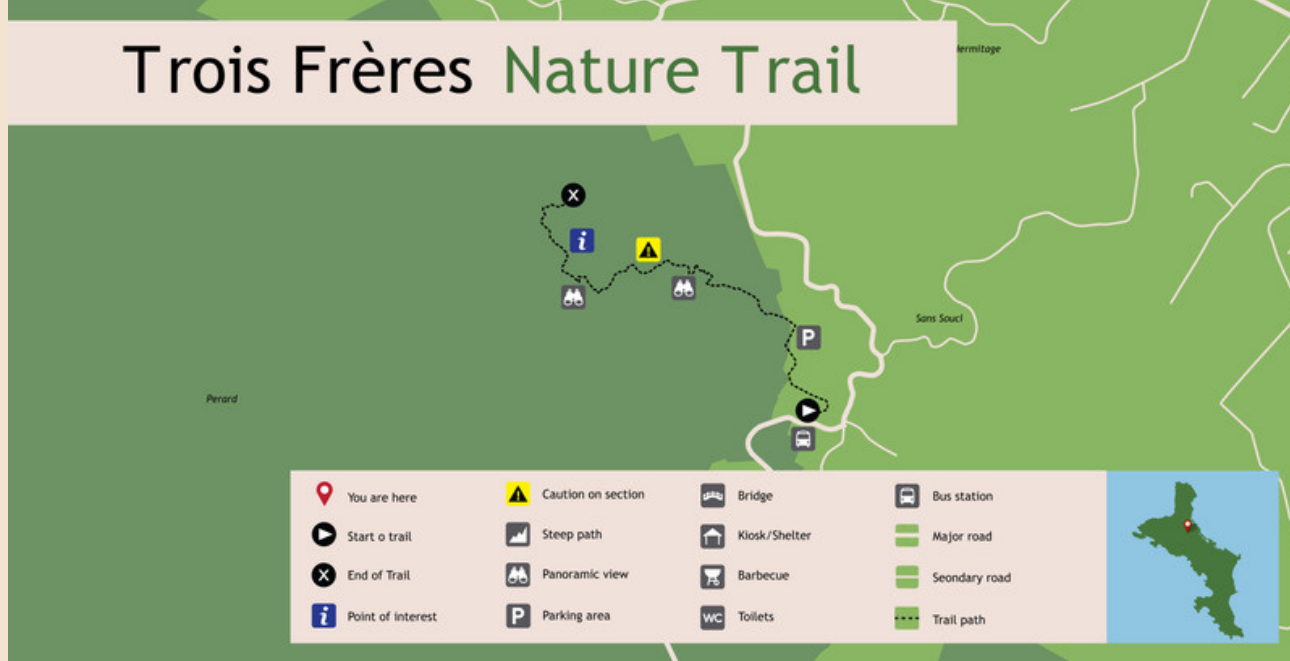 Trois Frères Nature Trail
Hermitage
Sans Souci
Perard
P
You are here
Start o trail
End of Trail
Point of interest
Caution on section
Steep path
Panoramic view
P Parking area
Bridge
Kiosk/Shelter
Barbecue
WC Toilets
Bus station
Major road
Seondary road
Trail path